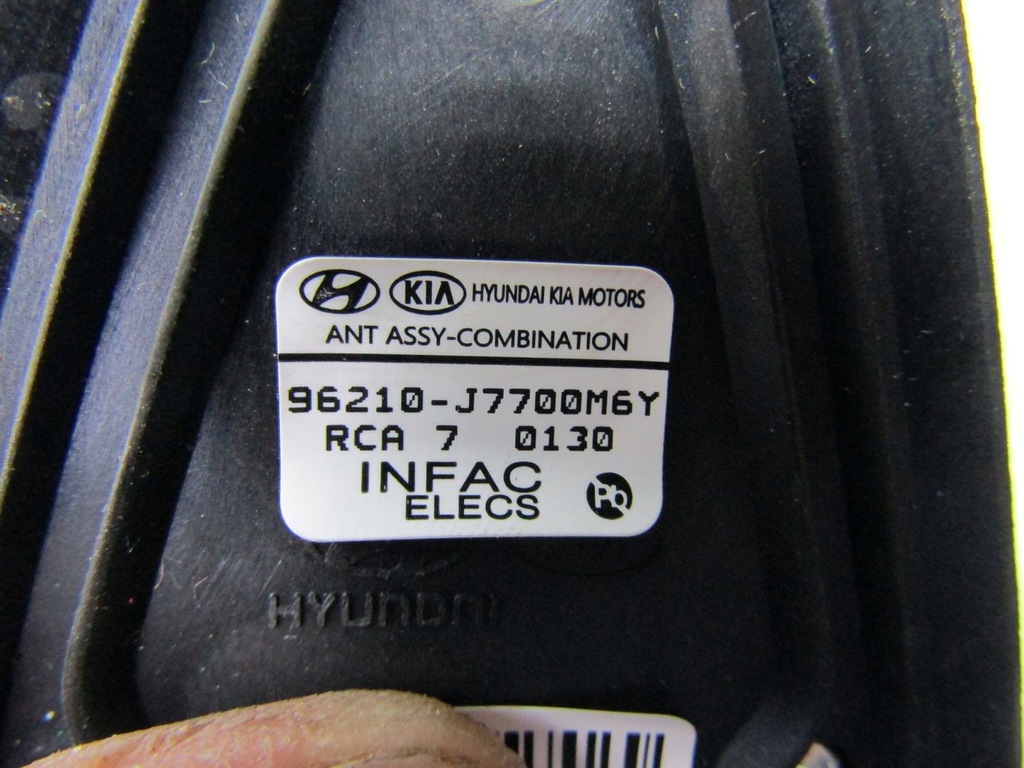 KIA HYUNDAI KIA MOTORS
ANT ASSY-COMBINATION
96210-J7700M6Y
RCA 7 0130
INFAC
ELECS
Pb
HYUNDAI